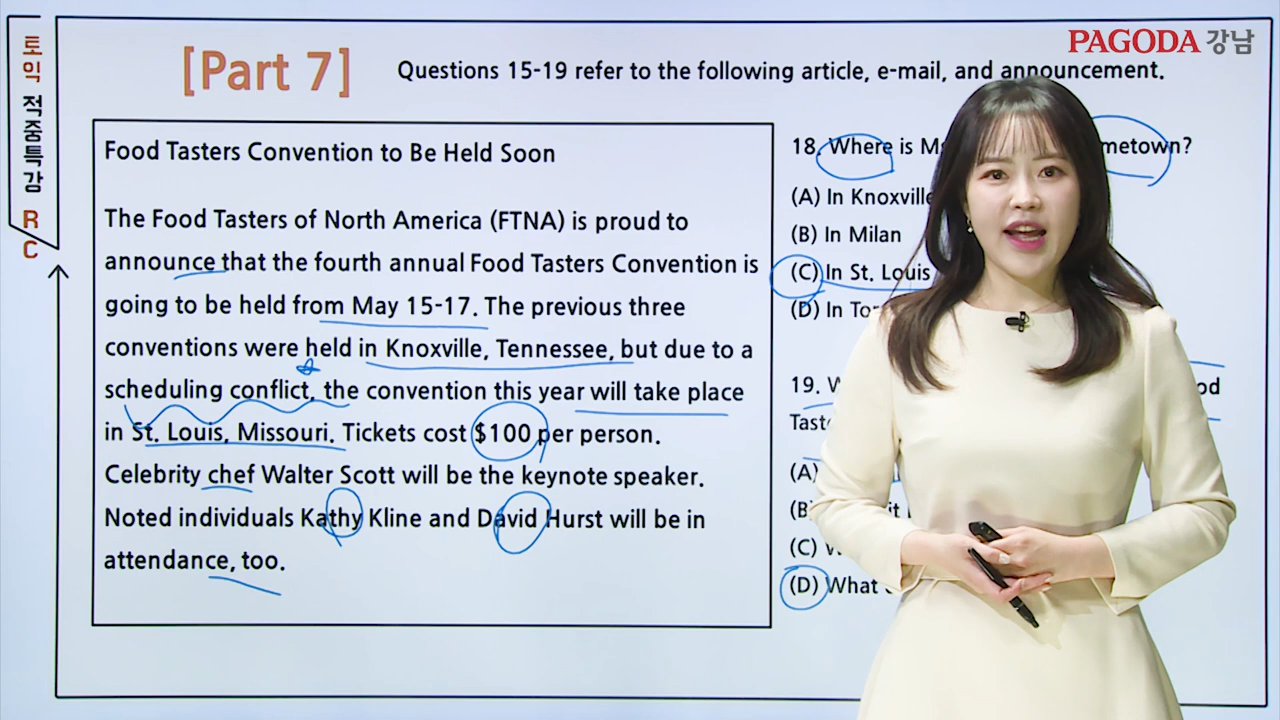 PAGODA 강남
토익 적중특강 RC
[Part 7]
Questions 15-19 refer to the following article, e-mail, and announcement.
Food Tasters Convention to Be Held Soon
The Food Tasters of North America (FTNA) is proud to
announce that the fourth annual Food Tasters Convention is
going to be held from May 15-17. The previous three
conventions were held in Knoxville, Tennessee, but due to a
scheduling conflict, the convention this year will take place
in St. Louis, Missouri. Tickets cost $100 per person.
Celebrity chef Walter Scott will be the keynote speaker.
Noted individuals Kathy Kline and David Hurst will be in
attendance, too.
18. Where is
(A) In Knoxville
(B) In Milan
(C) In St. Louis
(D) In
19.
(A)
(C)
(D) What